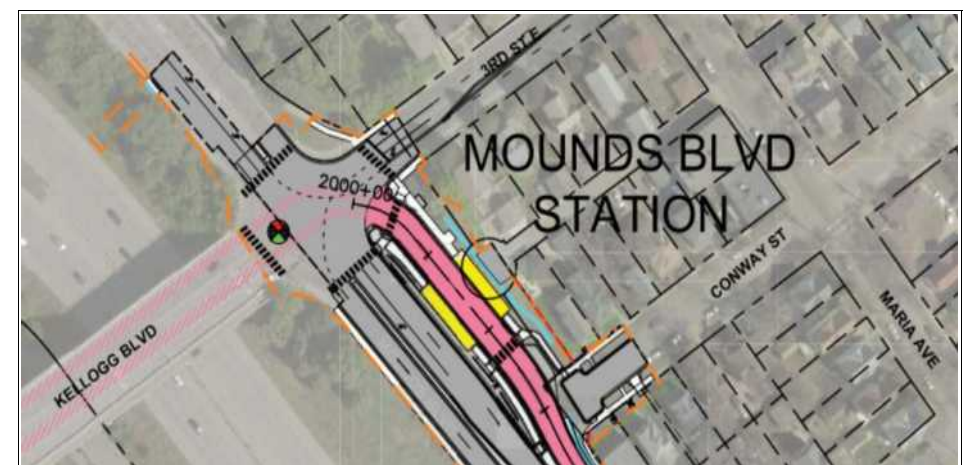 3RD ST E
MOUNDS BLVD
STATION
2000+00
CONWAY ST
MARIA AVE
KELLOGG BLVD